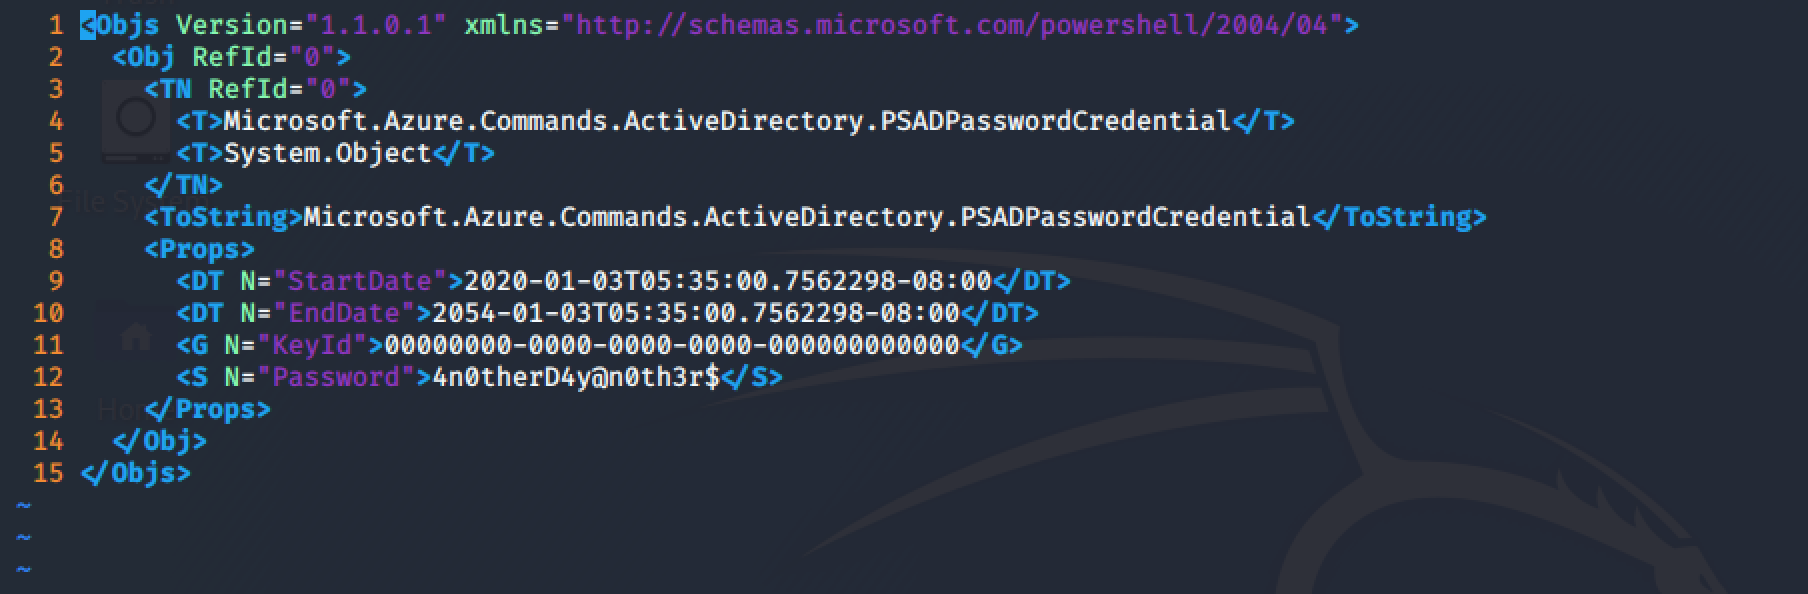 1 <Objs Version="1.1.0.1" xmlns="http://schemas.microsoft.com/powershell/2004/04">
2   <Obj RefId="0">
3     <TN RefId="0">
4       <T>Microsoft.Azure.Commands.ActiveDirectory.PSADPasswordCredential</T>
5       <T>System.Object</T>
6     </TN>
7     <ToString>Microsoft.Azure.Commands.ActiveDirectory.PSADPasswordCredential</ToString>
8     <Props>
9       <DT N="StartDate">2020-01-03T05:35:00.7562298-08:00</DT>
10       <DT N="EndDate">2054-01-03T05:35:00.7562298-08:00</DT>
11       <G N="KeyId">00000000-0000-0000-0000-000000000000</G>
12       <S N="Password">4n0therD4y@n0th3r$</S>
13     </Props>
14   </Obj>
15 </Objs>
~
~
~
File System